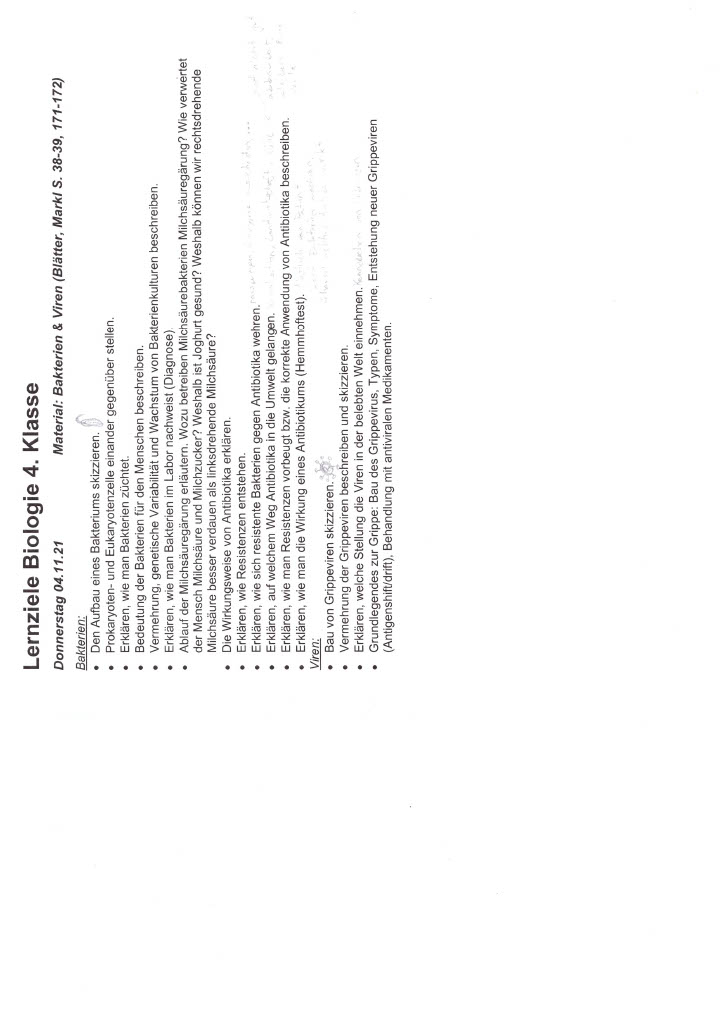 Lernziele Biologie 4. Klasse
Donnerstag 04.11.21 Material: Bakterien & Viren (Blätter, Markl S. 38-39, 171-172)
Bakterien:
• Den Aufbau eines Bakteriums skizzieren.
• Prokaryoten- und Eukaryotenzelle einander gegenüber stellen.
• Erklären, wie man Bakterien züchtet.
• Bedeutung der Bakterien für den Menschen beschreiben.
• Vermehrung, genetische Variabilität und Wachstum von Bakterienkulturen beschreiben.
• Erklären, wie man Bakterien im Labor nachweist (Diagnose)
• Ablauf der Milchsäuregärung erläutern. Wozu betreiben Milchsäurebakterien Milchsäuregärung? Wie verwertet
der Mensch Milchsäure und Milchzucker? Weshalb ist Joghurt gesund? Weshalb können wir rechtsdrehende
Milchsäure besser verdauen als linksdrehende Milchsäure?
• Die Wirkungsweise von Antibiotika erklären.
• Erklären, wie Resistenzen entstehen.
• Erklären, wie sich resistente Bakterien gegen Antibiotika wehren.
• Erklären, auf welchem Weg Antibiotika in die Umwelt gelangen.
• Erklären, wie man Resistenzen vorbeugt bzw. die korrekte Anwendung von Antibiotika beschreiben.
• Erklären, wie man die Wirkung eines Antibiotikums (Hemmhoftest).
Viren:
• Bau von Grippeviren skizzieren.
• Vermehrung der Grippeviren beschreiben und skizzieren.
• Erklären, welche Stellung die Viren in der belebten Welt einnehmen.
• Grundlegendes zur Grippe: Bau des Grippevirus, Typen, Symptome, Entstehung neuer Grippeviren
(Antigenshift/drift), Behandlung mit antiviralen Medikamenten.